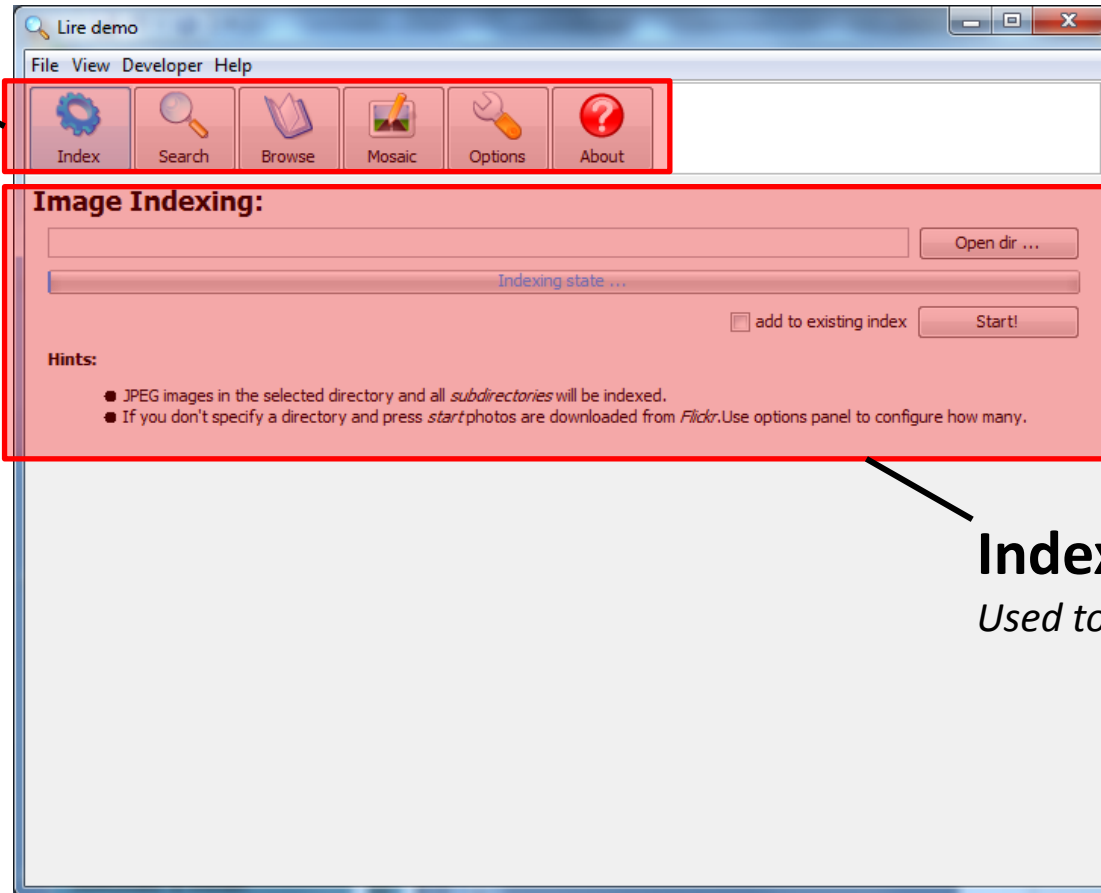 Lire demo
File View Developer Help
Index Search Browse Mosaic Options About
Image Indexing:
Open dir ...
Indexing state ...
add to existing index Start!
Hints:
JPEG images in the selected directory and all subdirectories will be indexed.
If you don't specify a directory and press start photos are downloaded from Flickr.Use options panel to configure how many.
Used to